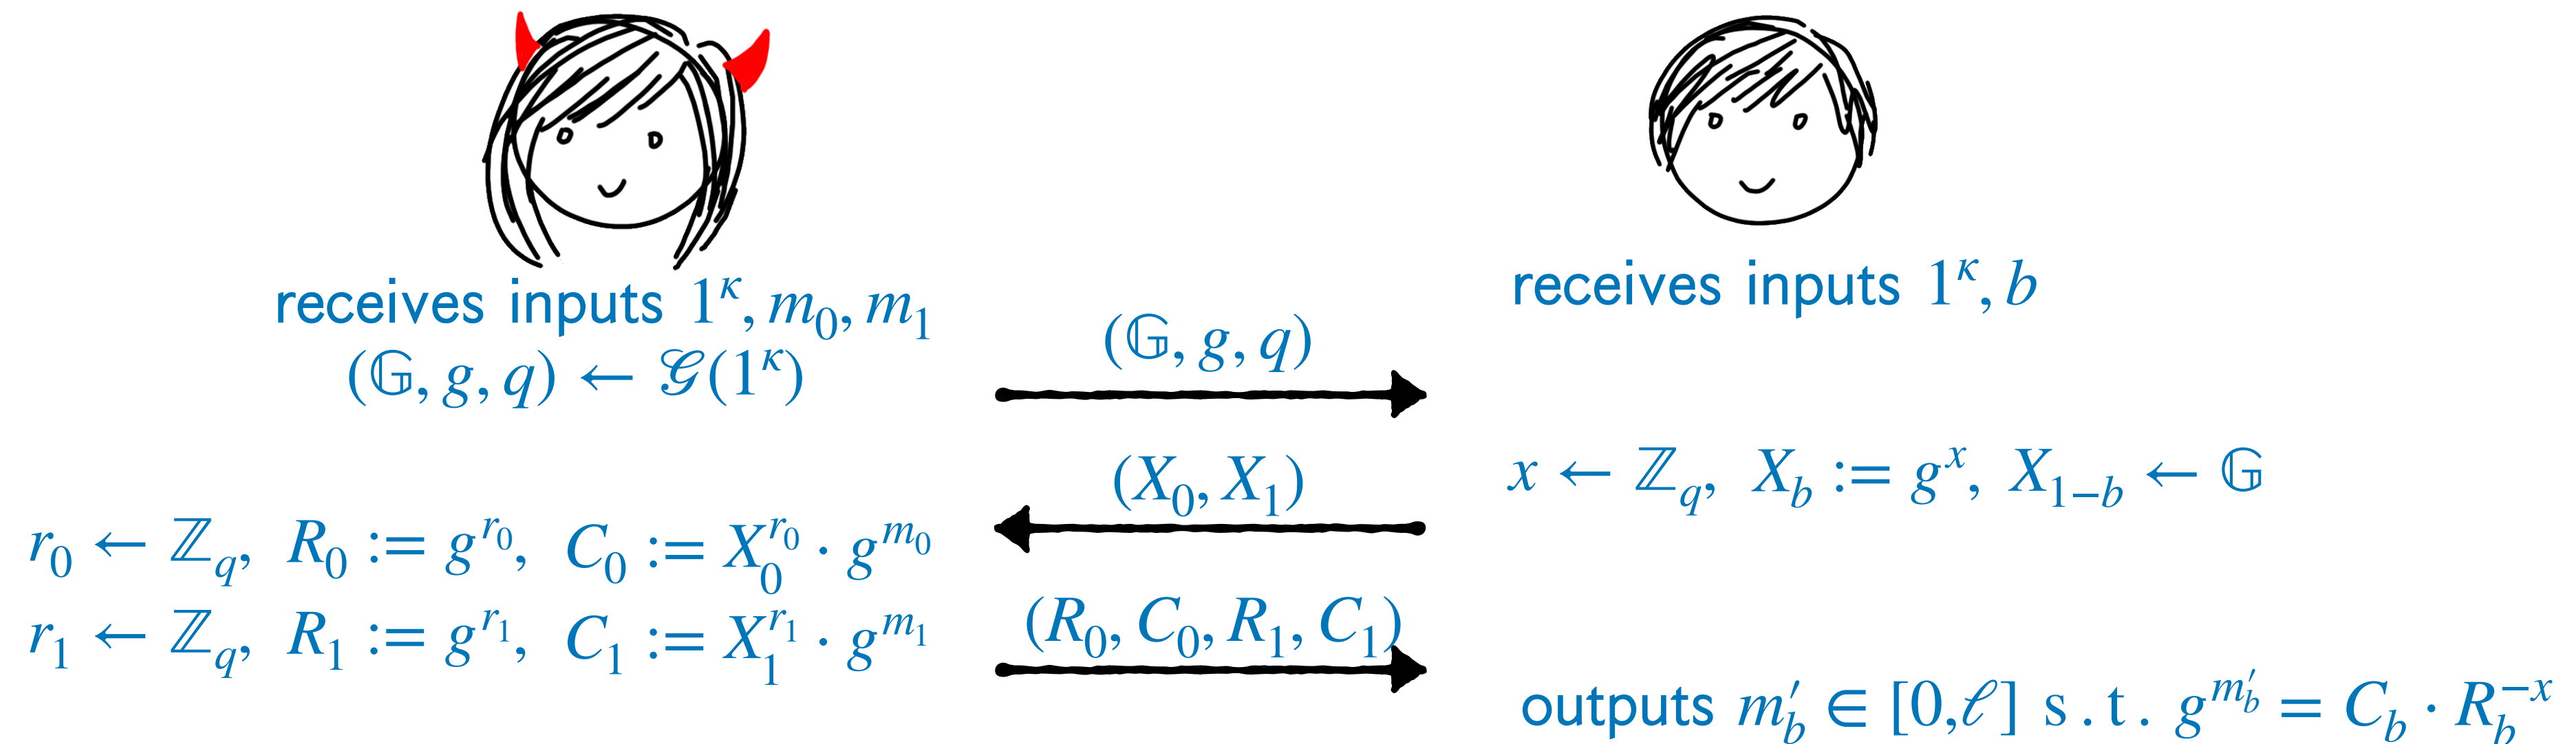 receives inputs 1^κ, m_0, m_1
receives inputs 1^κ, b
(𝔾, g, q) ← 𝒢(1^κ)
(𝔾, g, q)
x ← ℤ_q, X_b := g^x, X_{1−b} ← 𝔾
(X_0, X_1)
r_0 ← ℤ_q, R_0 := g^{r_0}, C_0 := X_0^{r_0} · g^{m_0}
r_1 ← ℤ_q, R_1 := g^{r_1}, C_1 := X_1^{r_1} · g^{m_1}
(R_0, C_0, R_1, C_1)
outputs m′_b ∈ [0,ℓ] s.t. g^{m′_b} = C_b · R_b^{−x}